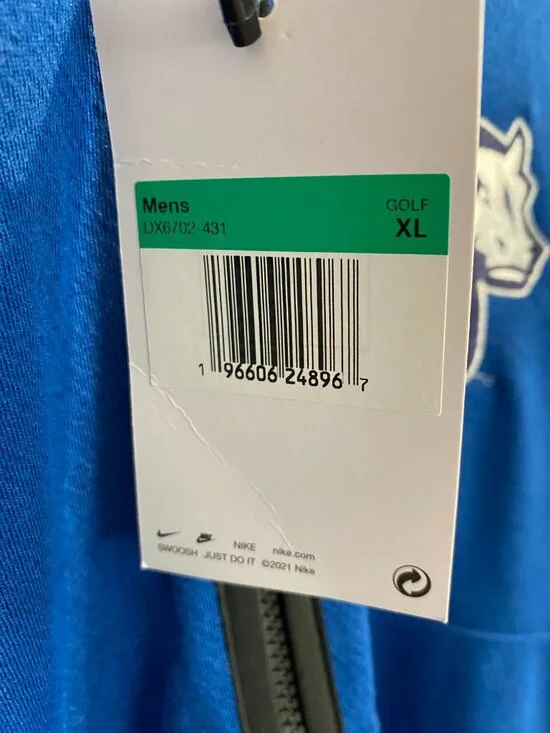 Mens
GOLF
DX6702-431
XL
1 96606 24896 7
NIKE nike.com
SWOOSH JUST DO IT ©2021 Nike